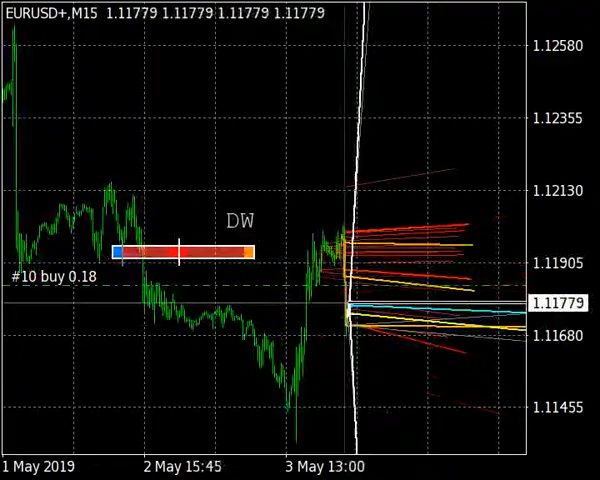 EURUSD+,M15 1.11779 1.11779 1.11779 1.11779
1.12580
1.12355
1.12130
DW
1.11905
#10 buy 0.18
1.11779
1.11680
1.11455
1 May 2019 2 May 15:45 3 May 13:00